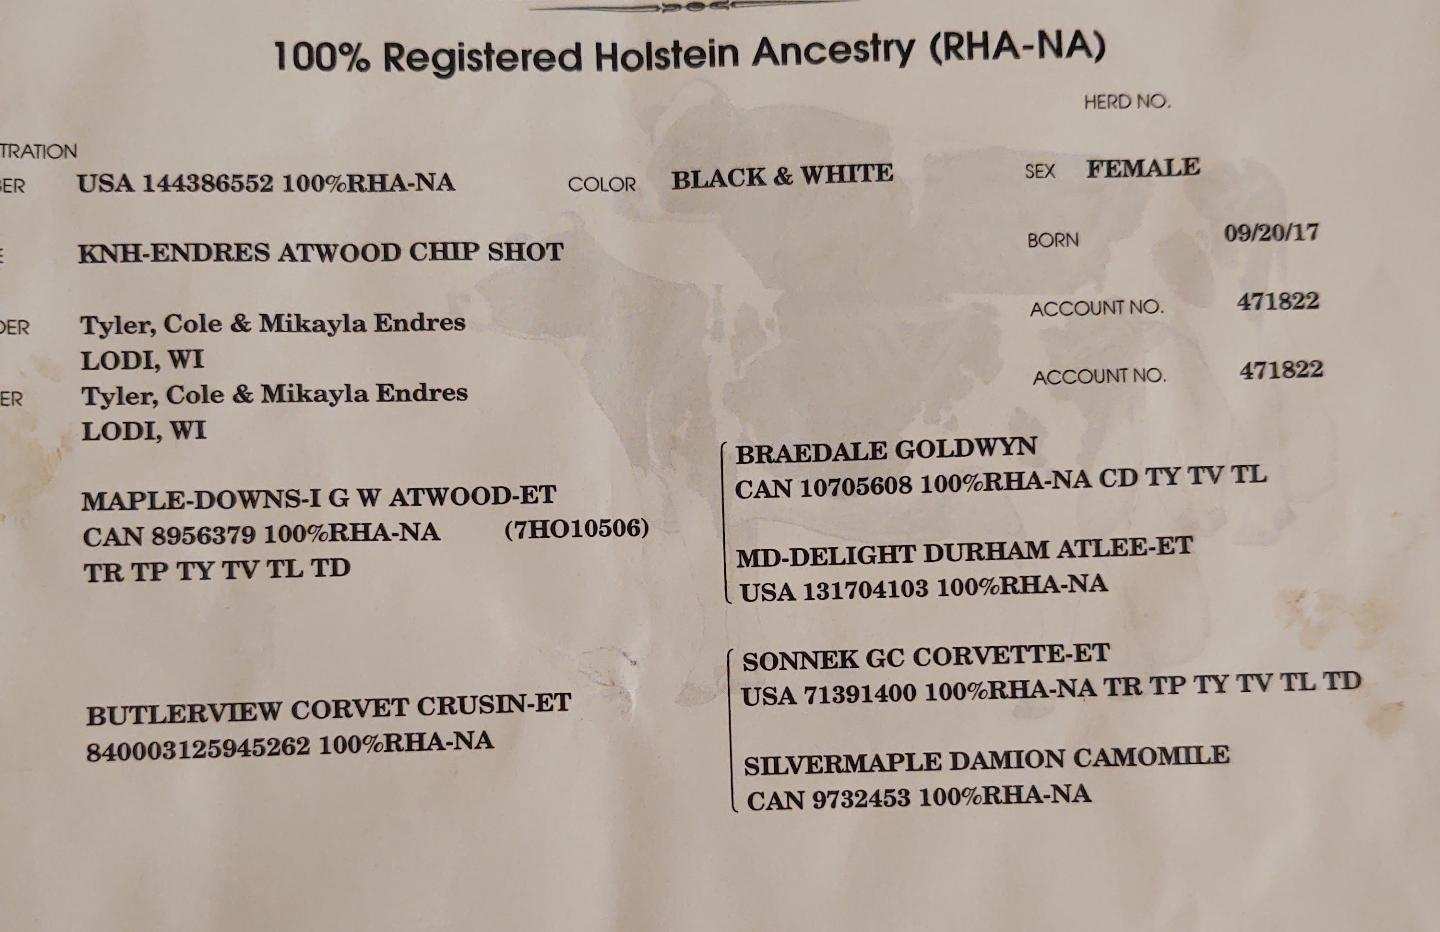 100% Registered Holstein Ancestry (RHA-NA)
HERD NO.
TRATION
BER USA 144386552 100%RHA-NA COLOR BLACK & WHITE SEX FEMALE
E KNH-ENDRES ATWOOD CHIP SHOT BORN 09/20/17
DER Tyler, Cole & Mikayla Endres ACCOUNT NO. 471822
LODI, WI
ER Tyler, Cole & Mikayla Endres ACCOUNT NO. 471822
LODI, WI
MAPLE-DOWNS-I G W ATWOOD-ET
CAN 8956379 100%RHA-NA (7HO10506)
TR TP TY TV TL TD
BRAEDALE GOLDWYN
CAN 10705608 100%RHA-NA CD TY TV TL
MD-DELIGHT DURHAM ATLEE-ET
USA 131704103 100%RHA-NA
BUTLERVIEW CORVET CRUSIN-ET
840003125945262 100%RHA-NA
SONNEK GC CORVETTE-ET
USA 71391400 100%RHA-NA TR TP TY TV TL TD
SILVERMAPLE DAMION CAMOMILE
CAN 9732453 100%RHA-NA